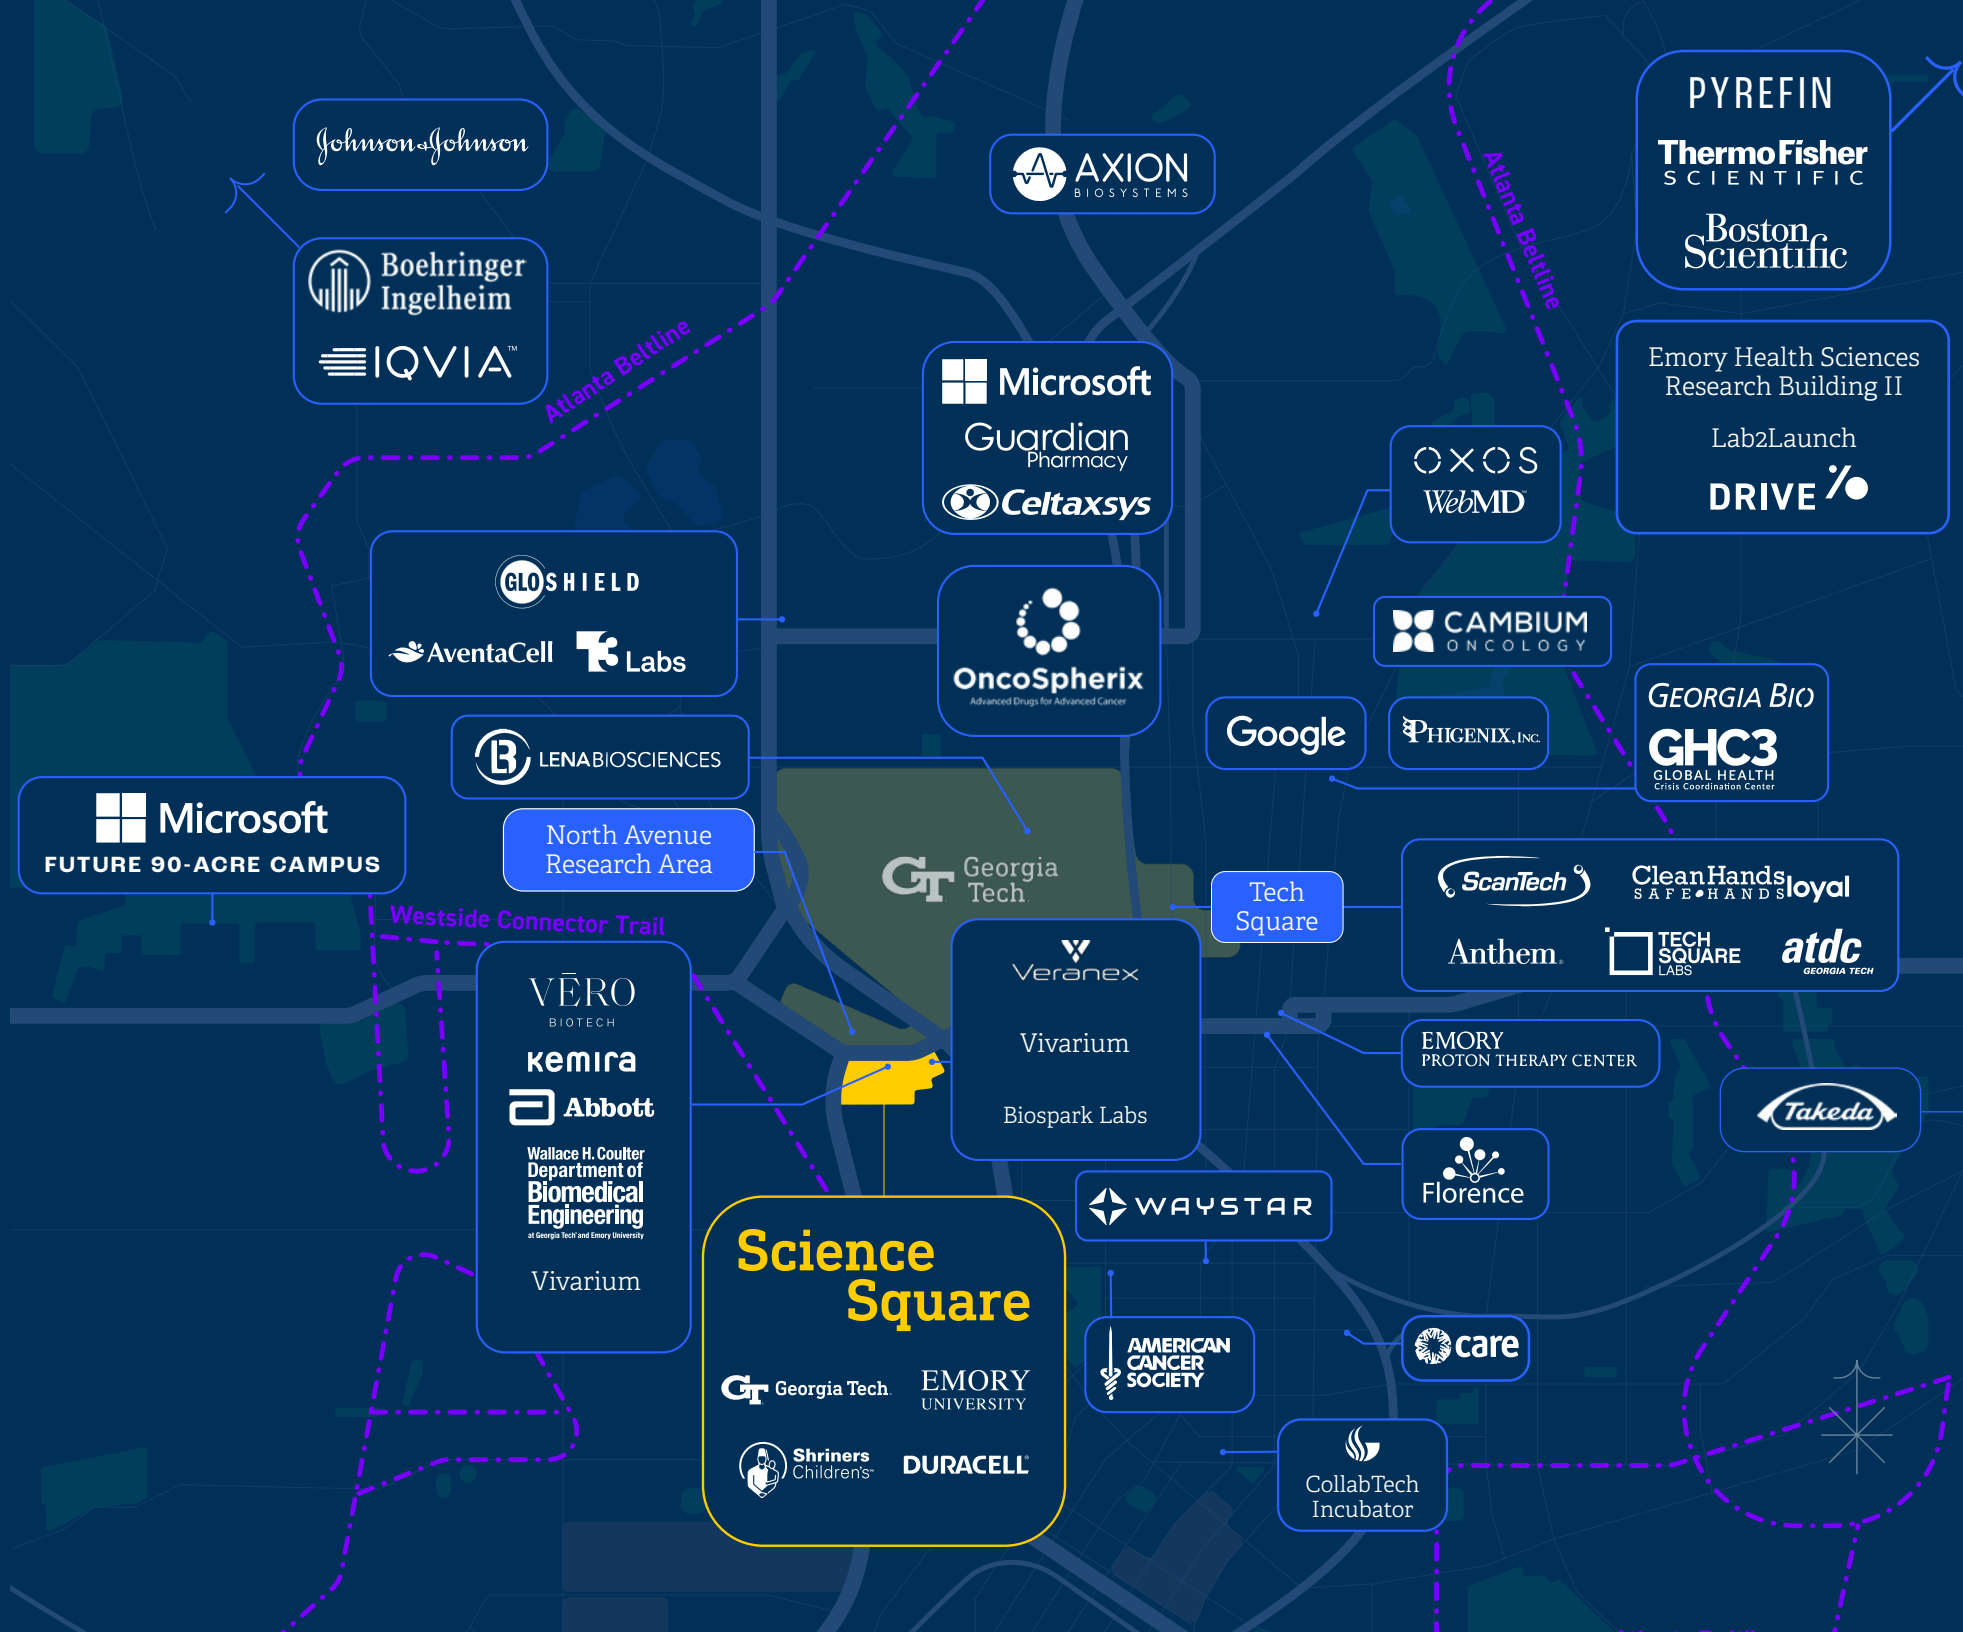 PYREFIN
ThermoFisher
SCIENTIFIC
Boston
Scientific
Johnson&Johnson
AXION
BIOSYSTEMS
Atlanta Beltline
Boehringer
Ingelheim
IQVIA™
Atlanta Beltline
Emory Health Sciences
Research Building II
Lab2Launch
DRIVE
Microsoft
Guardian
Pharmacy
Celtaxsys
OXOS
WebMD
GLOSHIELD
AventaCell
T3 Labs
OncoSpherix
Advanced Drugs for Advanced Cancer
CAMBIUM
ONCOLOGY
GEORGIA BIO
GHC3
GLOBAL HEALTH
Crisis Coordination Center
Google
PHIGENIX, INC.
LB LENABIOSCIENCES
Microsoft
FUTURE 90-ACRE CAMPUS
North Avenue
Research Area
GT Georgia
Tech
Tech
Square
ScanTech
CleanHands
SAFE HANDS
loyal
Anthem®
TECH
SQUARE
LABS
atdc
GEORGIA TECH
Westside Connector Trail
VĒRO
BIOTECH
kemira
Abbott
Wallace H. Coulter
Department of
Biomedical
Engineering
at Georgia Tech and Emory University
Vivarium
Veranex
Vivarium
Biospark Labs
EMORY
PROTON THERAPY CENTER
Takeda
Florence
WAYSTAR
Science
Square
GT Georgia Tech
EMORY
UNIVERSITY
Shriners
Children's™
DURACELL®
AMERICAN
CANCER
SOCIETY
care
CollabTech
Incubator